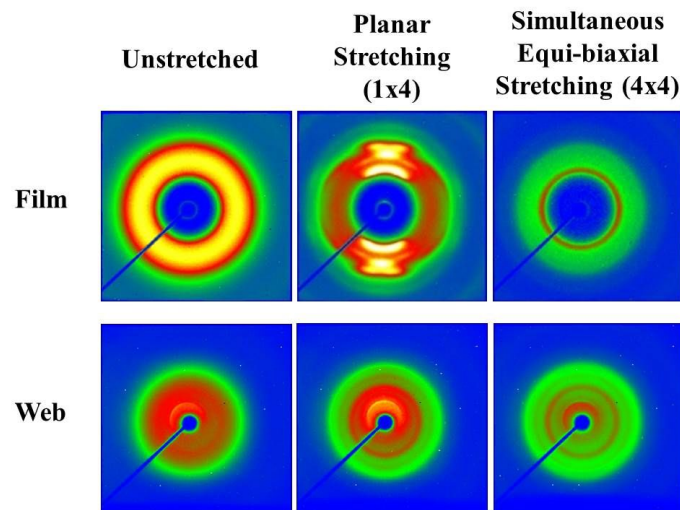 Unstretched
Planar
Stretching
(1x4)
Simultaneous
Equi-biaxial
Stretching (4x4)
Film
Web